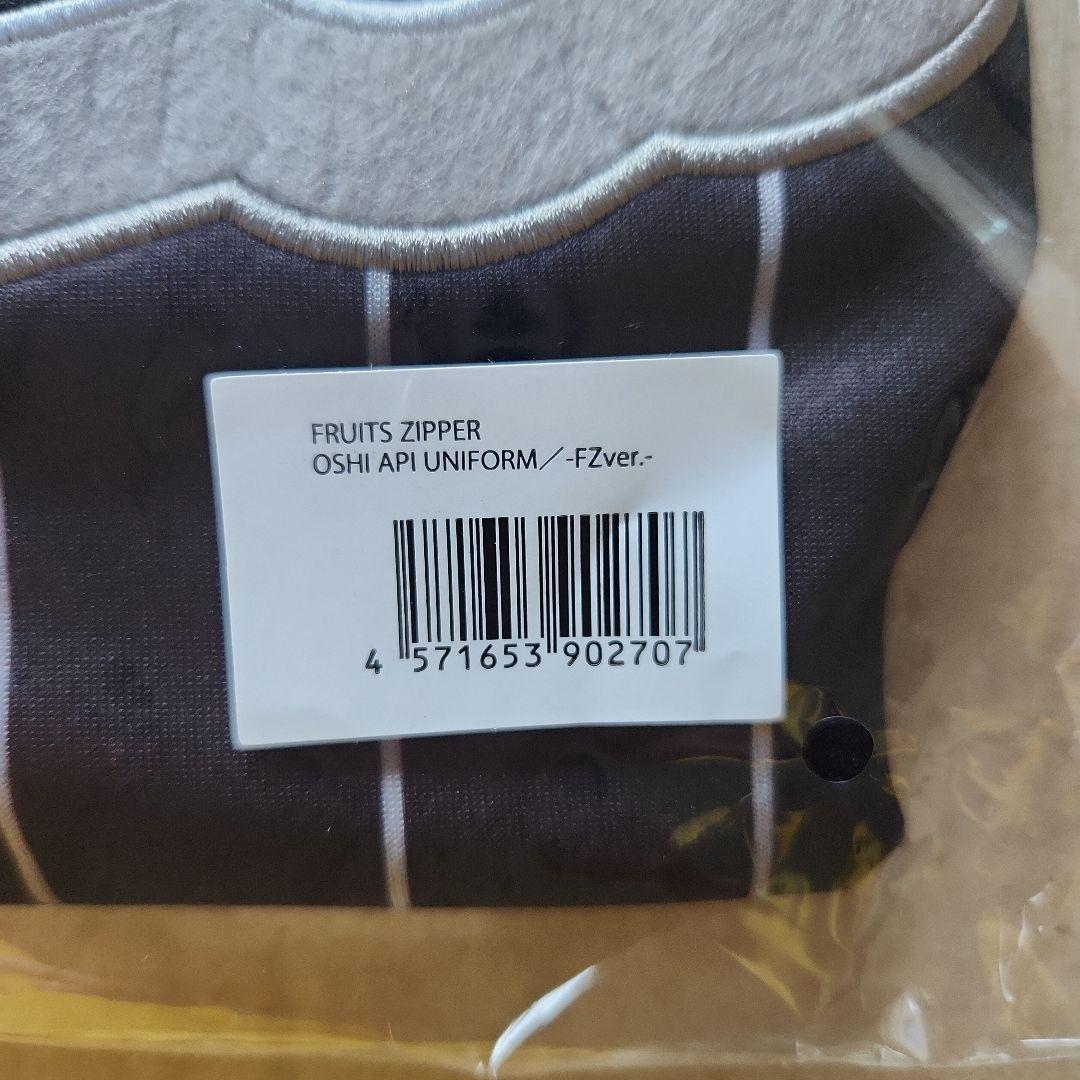 FRUITS ZIPPER
OSHI API UNIFORM／-FZver.-
4 571653 902707